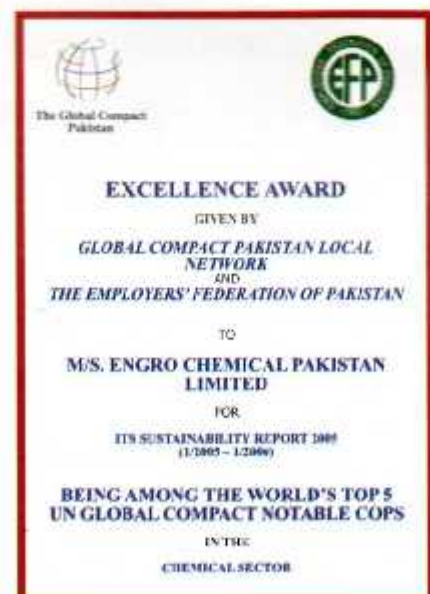 The Global Compact
Pakistan
EFP
EXCELLENCE AWARD
GIVEN BY
GLOBAL COMPACT PAKISTAN LOCAL
NETWORK
AND
THE EMPLOYERS' FEDERATION OF PAKISTAN
TO
M/S. ENGRO CHEMICAL PAKISTAN
LIMITED
FOR
ITS SUSTAINABILITY REPORT 2005
(1/2005 – 1/2006)
BEING AMONG THE WORLD'S TOP 5
UN GLOBAL COMPACT NOTABLE COPS
IN THE
CHEMICAL SECTOR